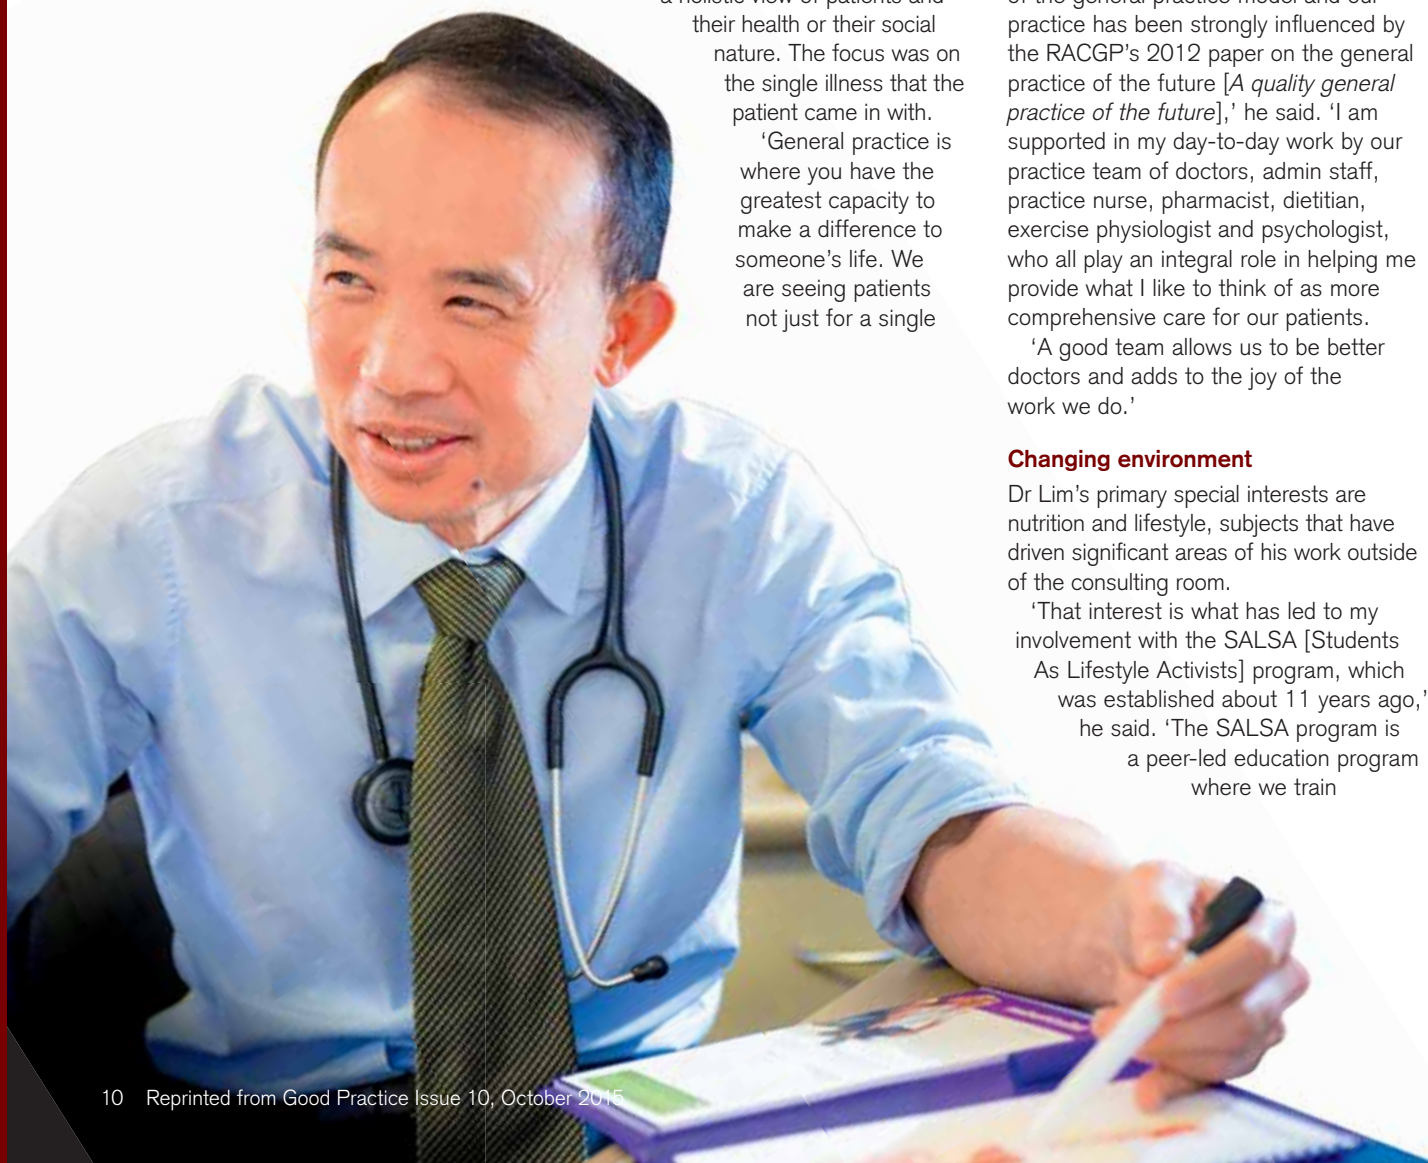 their health or their social
nature. The focus was on
the single illness that the
patient came in with.
‘General practice is
where you have the
greatest capacity to
make a difference to
someone’s life. We
are seeing patients
not just for a single
practice has been strongly influenced by
the RACGP’s 2012 paper on the general
practice of the future [A quality general
practice of the future],’ he said. ‘I am
supported in my day-to-day work by our
practice team of doctors, admin staff,
practice nurse, pharmacist, dietitian,
exercise physiologist and psychologist,
who all play an integral role in helping me
provide what I like to think of as more
comprehensive care for our patients.
‘A good team allows us to be better
doctors and adds to the joy of the
work we do.’
Changing environment
Dr Lim’s primary special interests are
nutrition and lifestyle, subjects that have
driven significant areas of his work outside
of the consulting room.
‘That interest is what has led to my
involvement with the SALSA [Students
As Lifestyle Activists] program, which
was established about 11 years ago,’
he said. ‘The SALSA program is
a peer-led education program
where we train
10 Reprinted from Good Practice Issue 10, October 2015